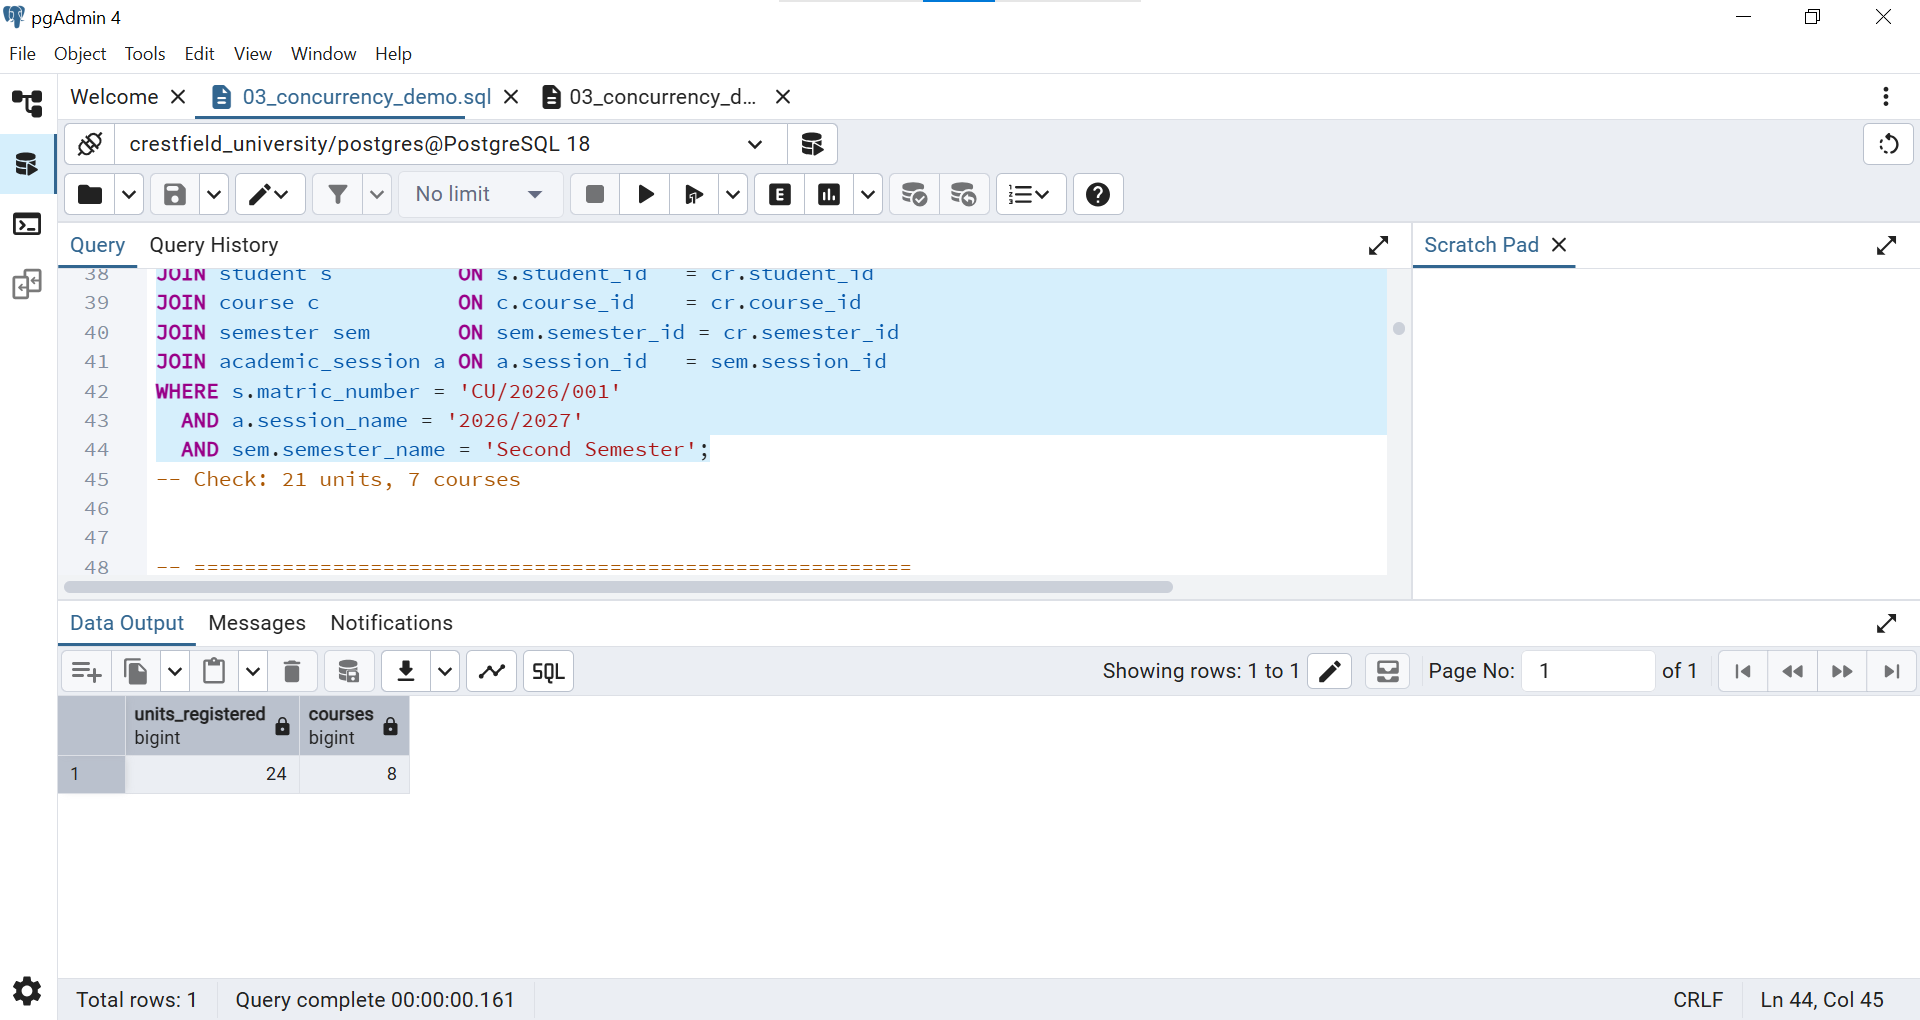 pgAdmin 4
File Object Tools Edit View Window Help
Welcome 03_concurrency_demo.sql 03_concurrency_d...
crestfield_university/postgres@PostgreSQL 18
No limit E
Query Query History Scratch Pad
38 JOIN student s ON s.student_id = cr.student_id
39 JOIN course c ON c.course_id = cr.course_id
40 JOIN semester sem ON sem.semester_id = cr.semester_id
41 JOIN academic_session a ON a.session_id = sem.session_id
42 WHERE s.matric_number = 'CU/2026/001'
43 AND a.session_name = '2026/2027'
44 AND sem.semester_name = 'Second Semester';
45 -- Check: 21 units, 7 courses
46
47
48 -- =========================================================
Data Output Messages Notifications
SQL Showing rows: 1 to 1 Page No: 1 of 1
units_registered courses
bigint bigint
1 24 8
Total rows: 1 Query complete 00:00:00.161 CRLF Ln 44, Col 45